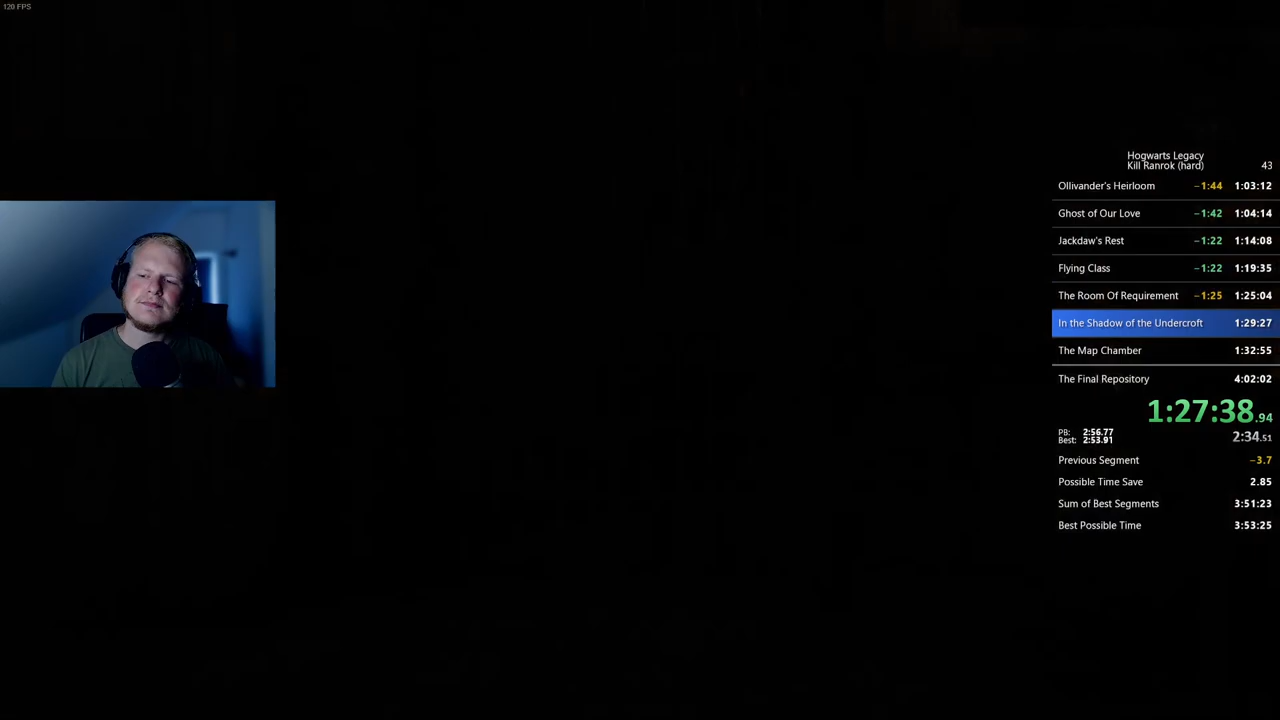 120 FPS
Hogwarts Legacy
Kill Ranrok (hard) 43
Ollivander's Heirloom −1:44 1:03:12
Ghost of Our Love −1:42 1:04:14
Jackdaw's Rest −1:22 1:14:08
Flying Class −1:22 1:19:35
The Room Of Requirement −1:25 1:25:04
In the Shadow of the Undercroft 1:29:27
The Map Chamber 1:32:55
The Final Repository 4:02:02
1:27:38.94
PB: 2:56.77
Best: 2:53.91
2:34.51
Previous Segment −3.7
Possible Time Save 2.85
Sum of Best Segments 3:51:23
Best Possible Time 3:53:25